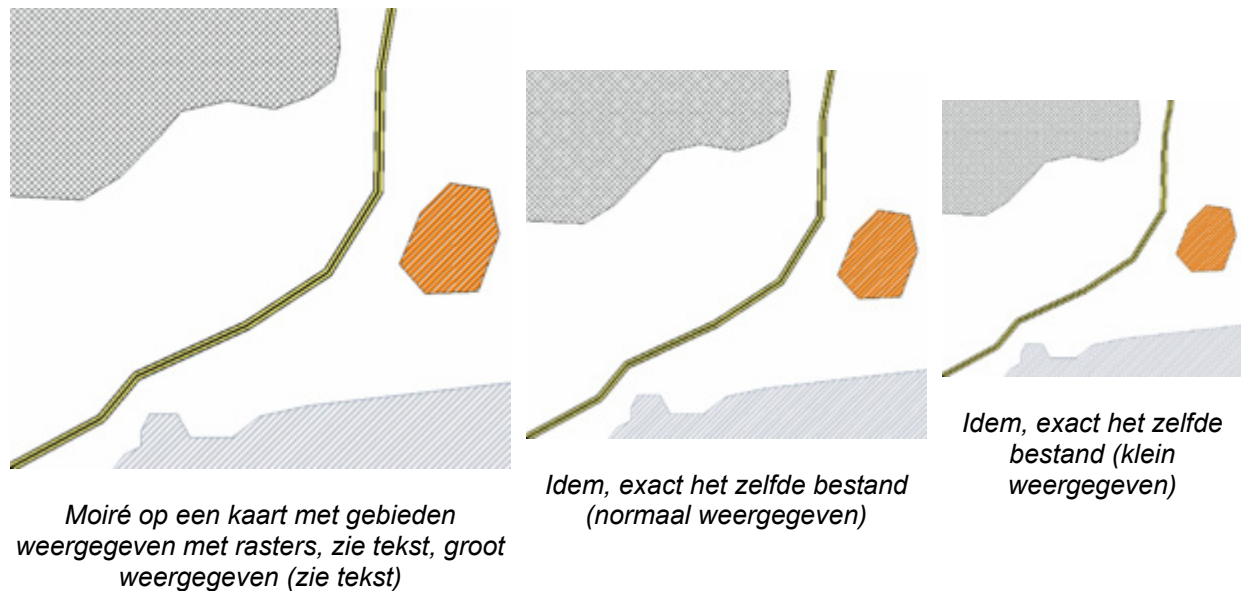 Moiré op een kaart met gebieden
weergegeven met rasters, zie tekst, groot
weergegeven (zie tekst)
Idem, exact het zelfde bestand
(normaal weergegeven)
Idem, exact het zelfde
bestand (klein
weergegeven)